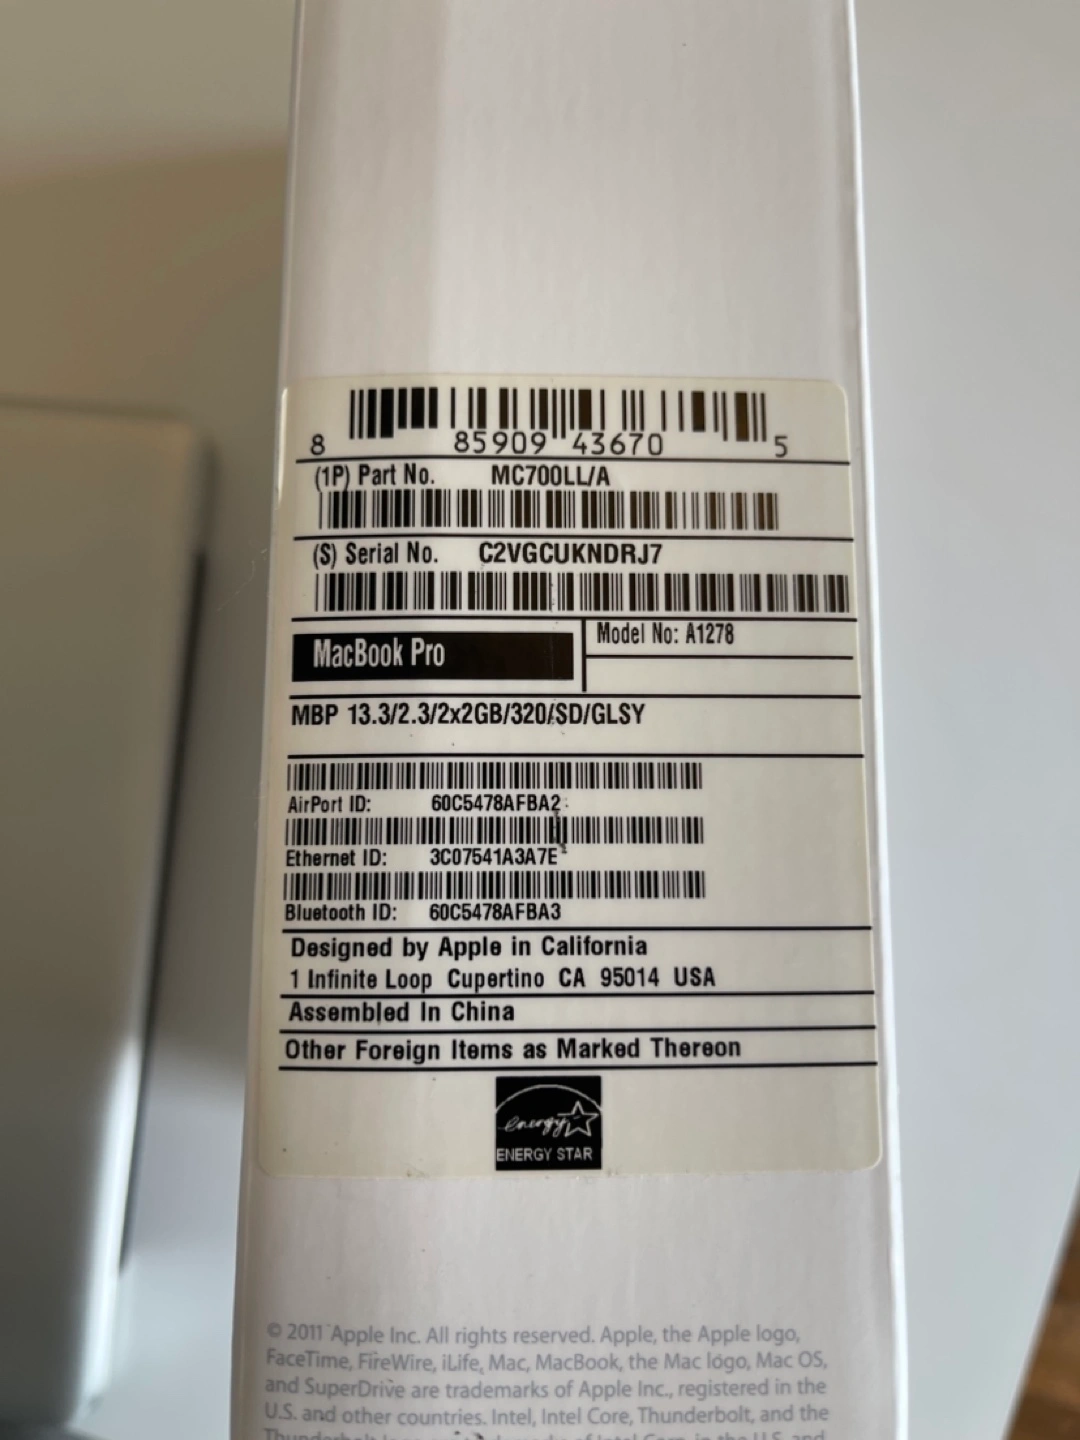 8 85909 43670 5
(1P) Part No. MC700LL/A
(S) Serial No. C2VGCUKNDRJ7
MacBook Pro
Model No: A1278
MBP 13.3/2.3/2x2GB/320/SD/GLSY
AirPort ID: 60C5478AFBA2
Ethernet ID: 3C07541A3A7E
Bluetooth ID: 60C5478AFBA3
Designed by Apple in California
1 Infinite Loop Cupertino CA 95014 USA
Assembled In China
Other Foreign Items as Marked Thereon
energy
ENERGY STAR
© 2011 Apple Inc. All rights reserved. Apple, the Apple logo,
FaceTime, FireWire, iLife, Mac, MacBook, the Mac logo, Mac OS,
and SuperDrive are trademarks of Apple Inc., registered in the
U.S. and other countries. Intel, Intel Core, Thunderbolt, and the